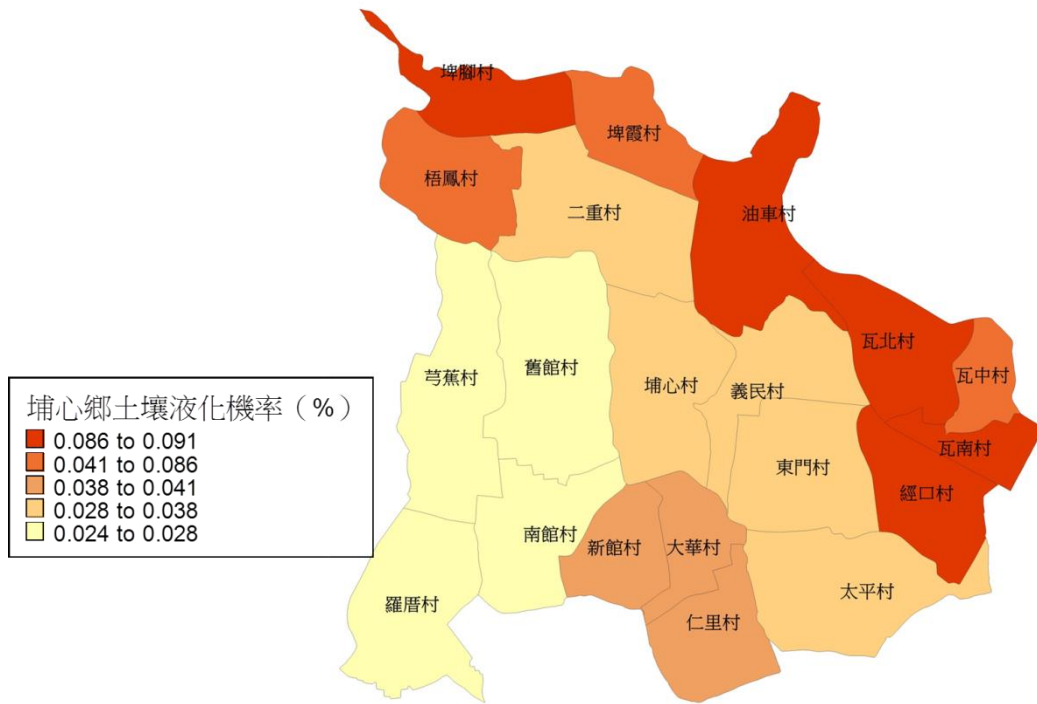 埤腳村
埤霞村
梧鳳村
二重村
油車村
瓦北村
瓦中村
芎蕉村
舊館村
埔心村
義民村
瓦南村
東門村
經口村
南館村
新館村
大華村
羅厝村
仁里村
太平村
埔心鄉土壤液化機率（%）
0.086 to 0.091
0.041 to 0.086
0.038 to 0.041
0.028 to 0.038
0.024 to 0.028